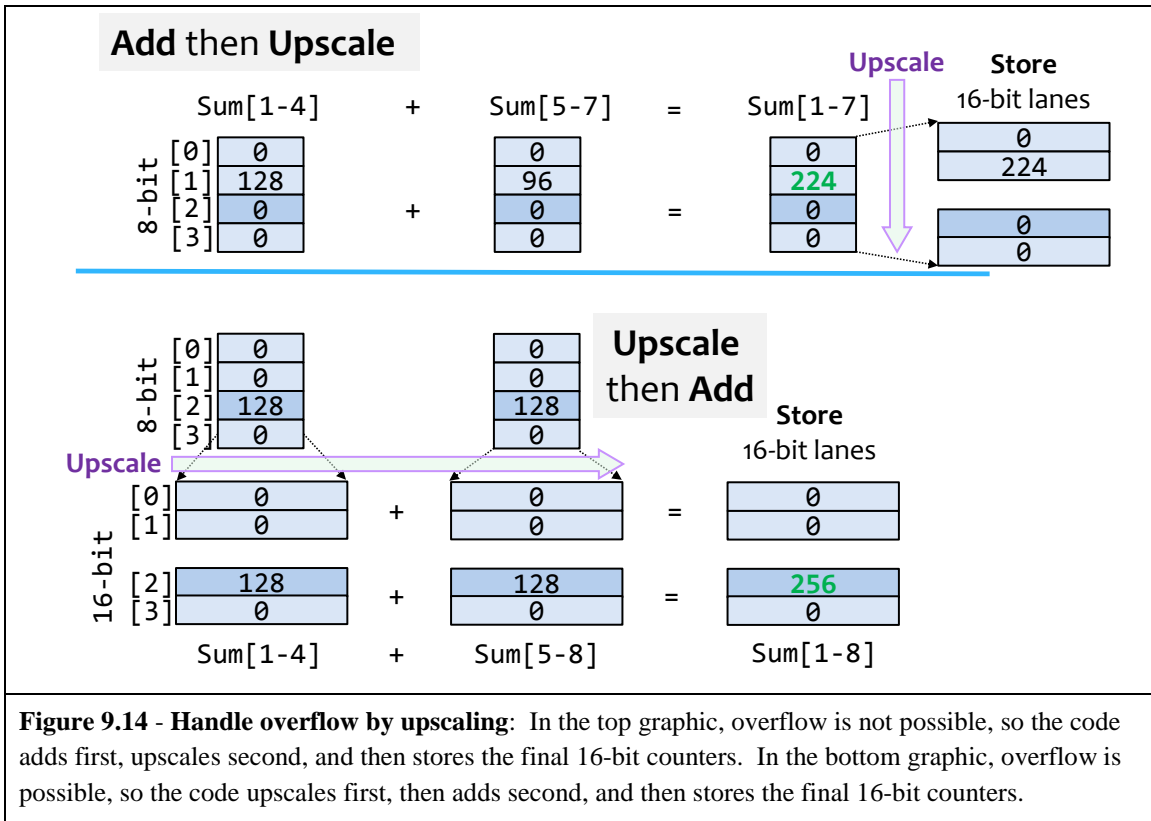 Add then Upscale
Upscale
Store
16-bit lanes
Sum[1-4] + Sum[5-7] = Sum[1-7]
8-bit
[0] 0 0 0 0
[1] 128 96 224 224
[2] 0 + 0 = 0 0
[3] 0 0 0 0
8-bit
[0] 0 0
[1] 0 0
[2] 128 128
[3] 0 0
Upscale
then Add
Store
16-bit lanes
Upscale
16-bit
[0] 0 + 0 = 0
[1] 0 0 0
[2] 128 + 128 = 256
[3] 0 0 0
Sum[1-4] + Sum[5-8] Sum[1-8]
Figure 9.14 - Handle overflow by upscaling: In the top graphic, overflow is not possible, so the code
adds first, upscales second, and then stores the final 16-bit counters. In the bottom graphic, overflow is
possible, so the code upscales first, then adds second, and then stores the final 16-bit counters.